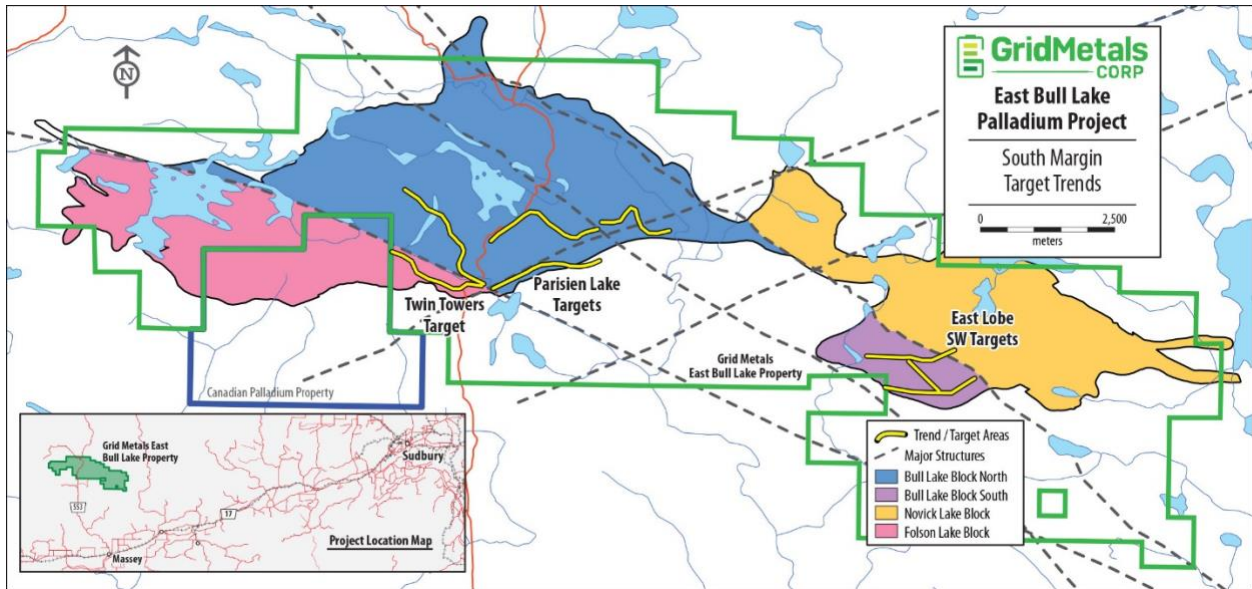 GridMetals
CORP
East Bull Lake
Palladium Project
South Margin
Target Trends
0 2,500
meters
N
Twin Towers
Target
Parisien Lake
Targets
East Lobe
SW Targets
Grid Metals
East Bull Lake Property
Canadian Palladium Property
Trend / Target Areas
Major Structures
Bull Lake Block North
Bull Lake Block South
Novick Lake Block
Folson Lake Block
Grid Metals East
Bull Lake Property
Sudbury
553
17
Massey
Project Location Map